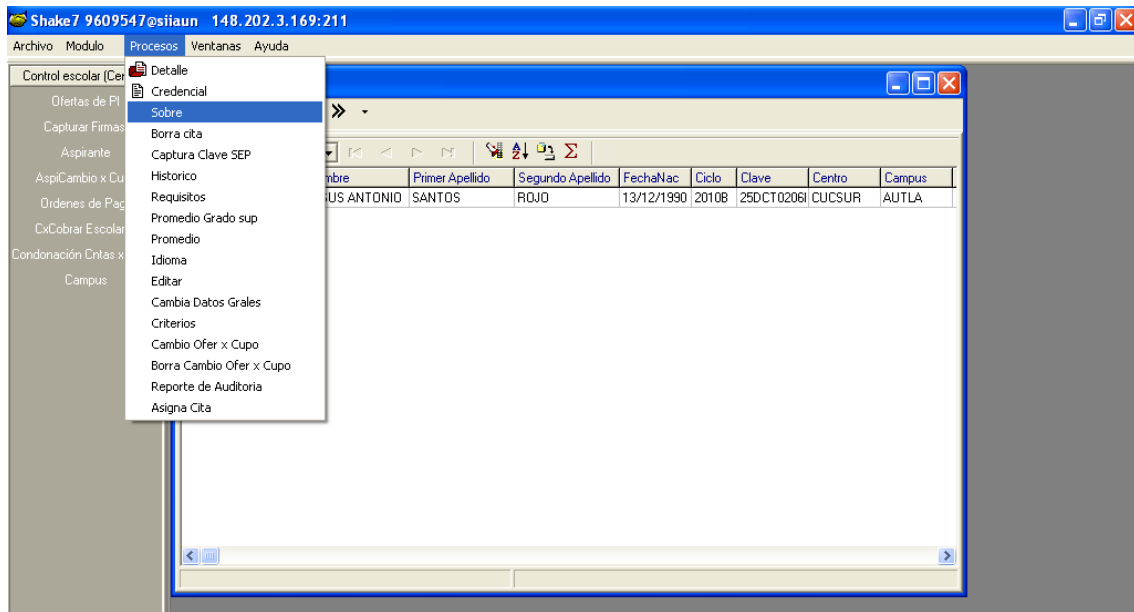 Shake7 9609547@siiaun 148.202.3.169:211
Archivo Modulo Procesos Ventanas Ayuda
Control escolar (Cer
Ofertas de PI
Capturar Firmas
Aspirante
AspiCambio x Cu
Ordenes de Pag
CxCobrar Escolar
Condonación Cntas x
Campus
Detalle
Credencial
Sobre
Borra cita
Captura Clave SEP
Historico
Requisitos
Promedio Grado sup
Promedio
Idioma
Editar
Cambia Datos Grales
Criterios
Cambio Ofer x Cupo
Borra Cambio Ofer x Cupo
Reporte de Auditoria
Asigna Cita
mbre Primer Apellido Segundo Apellido FechaNac Ciclo Clave Centro Campus
SUS ANTONIO SANTOS ROJO 13/12/1990 2010B 25DCT0206 CUCSUR AUTLA